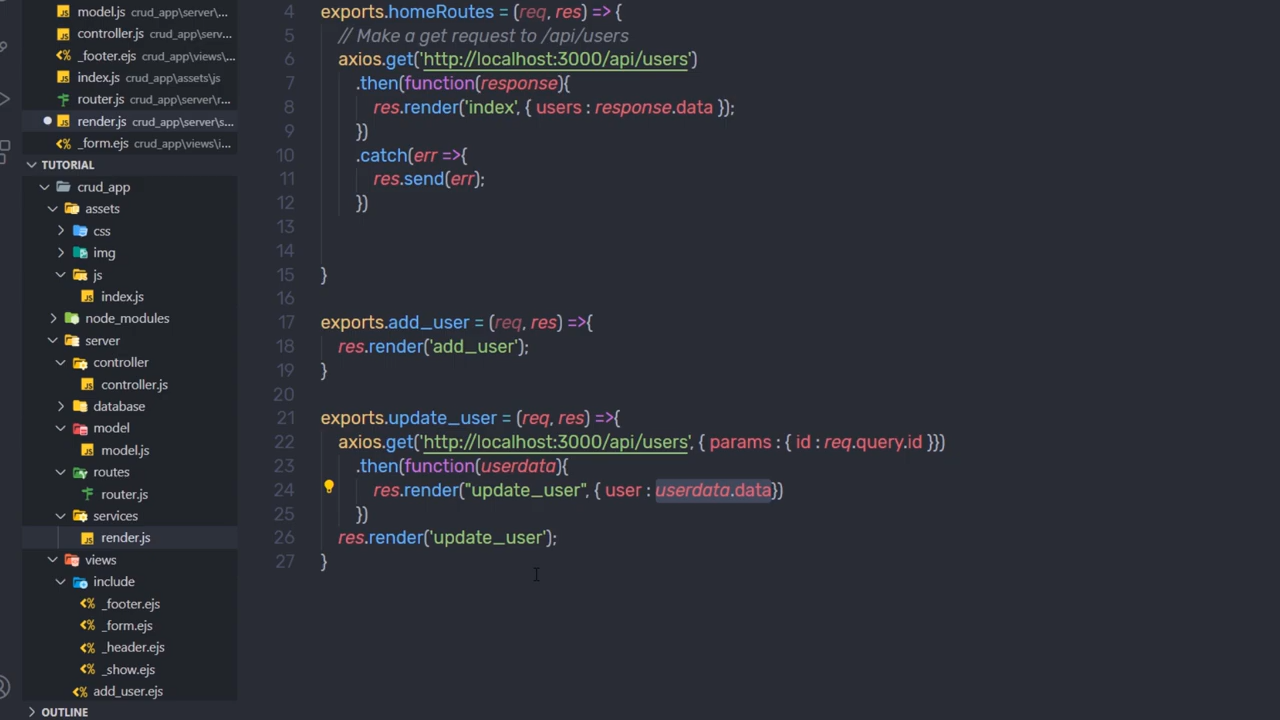 model.js crud_app\server\...
controller.js crud_app\serv...
_footer.ejs crud_app\views\...
index.js crud_app\assets\js
router.js crud_app\server\r...
render.js crud_app\server\s...
_form.ejs crud_app\views\i...
TUTORIAL
crud_app
assets
css
img
js
index.js
node_modules
server
controller
controller.js
database
model
model.js
routes
router.js
services
render.js
views
include
_footer.ejs
_form.ejs
_header.ejs
_show.ejs
add_user.ejs
OUTLINE
4 exports.homeRoutes = (req, res) => {
5 // Make a get request to /api/users
6 axios.get('http://localhost:3000/api/users')
7 .then(function(response){
8 res.render('index', { users : response.data });
9 })
10 .catch(err =>{
11 res.send(err);
12 })
13
14
15 }
16
17 exports.add_user = (req, res) =>{
18 res.render('add_user');
19 }
20
21 exports.update_user = (req, res) =>{
22 axios.get('http://localhost:3000/api/users', { params : { id : req.query.id }})
23 .then(function(userdata){
24 res.render("update_user", { user : userdata.data})
25 })
26 res.render('update_user');
27 }